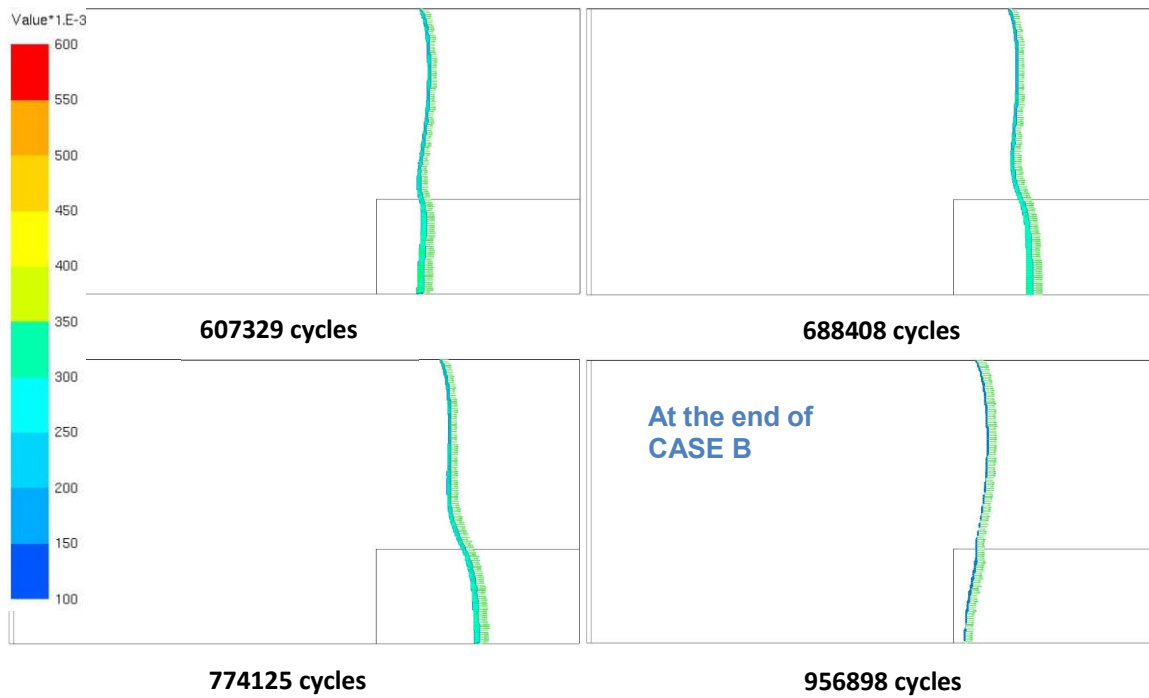 Value*1.E-3
600
550
500
450
400
350
300
250
200
150
100
607329 cycles
688408 cycles
At the end of
CASE B
774125 cycles
956898 cycles